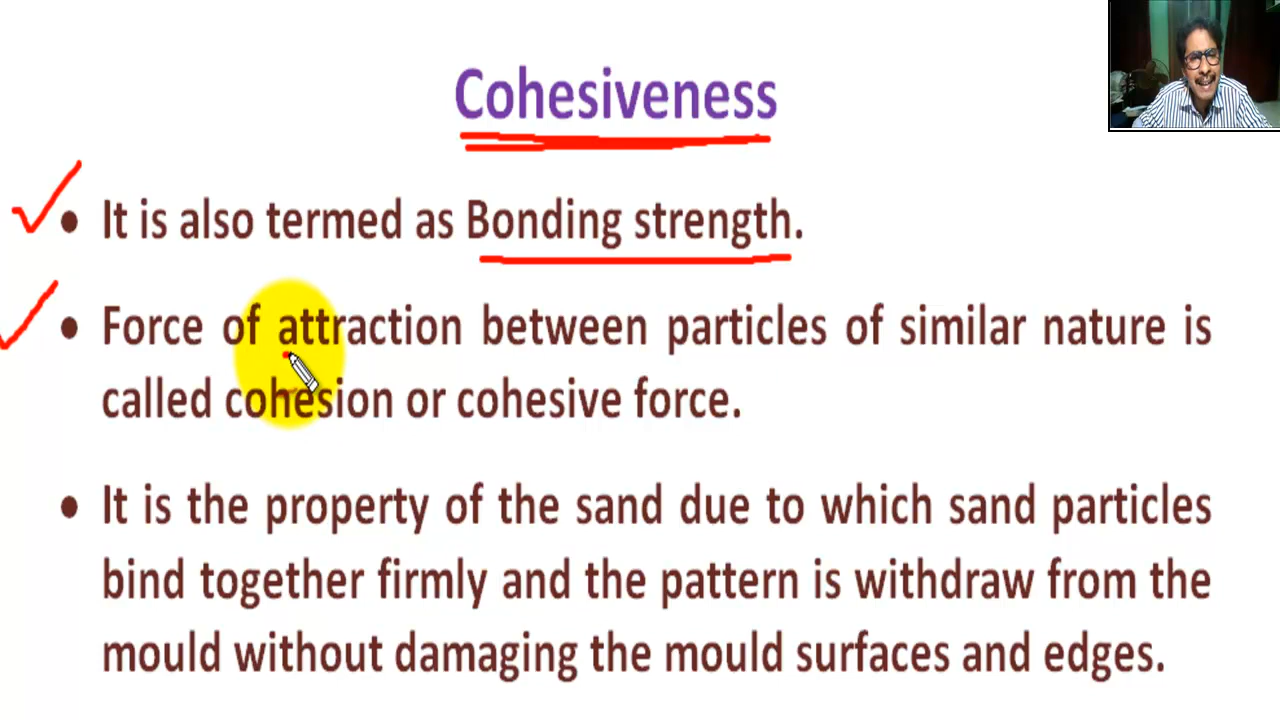 Cohesiveness
• It is also termed as Bonding strength.
• Force of attraction between particles of similar nature is
called cohesion or cohesive force.
• It is the property of the sand due to which sand particles
bind together firmly and the pattern is withdraw from the
mould without damaging the mould surfaces and edges.